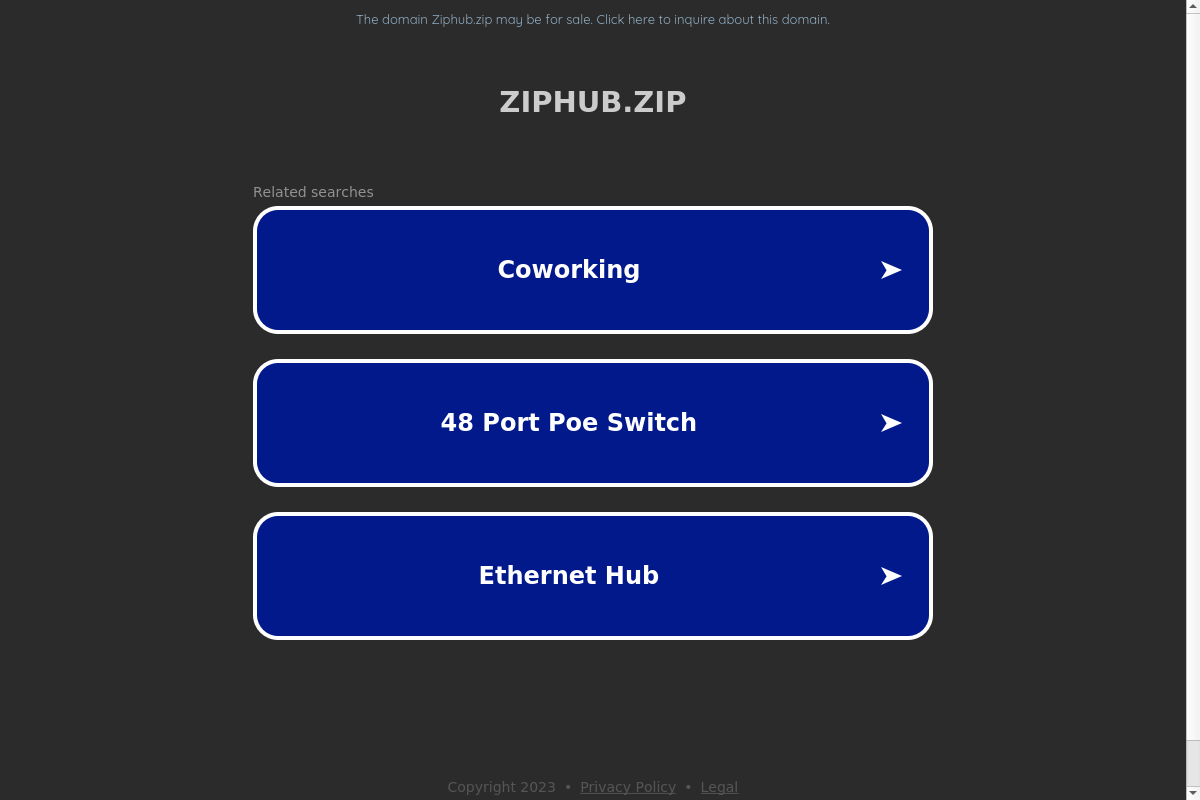 The domain Ziphub.zip may be for sale. Click here to inquire about this domain.
ZIPHUB.ZIP
Related searches
Coworking
48 Port Poe Switch
Ethernet Hub
Copyright 2023 • Privacy Policy • Legal